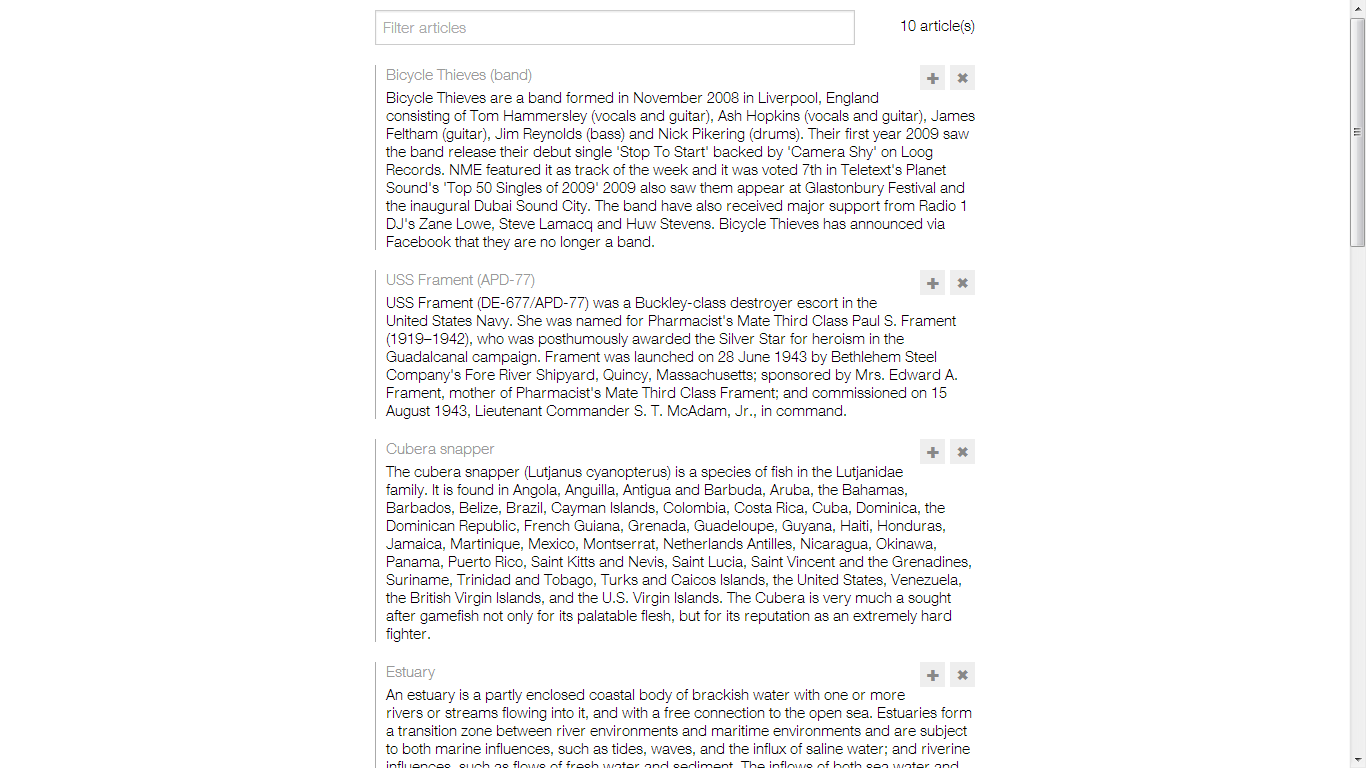 Filter articles
10 article(s)
Bicycle Thieves (band)
Bicycle Thieves are a band formed in November 2008 in Liverpool, England
consisting of Tom Hammersley (vocals and guitar), Ash Hopkins (vocals and guitar), James
Feltham (guitar), Jim Reynolds (bass) and Nick Pikering (drums). Their first year 2009 saw
the band release their debut single 'Stop To Start' backed by 'Camera Shy' on Loog
Records. NME featured it as track of the week and it was voted 7th in Teletext's Planet
Sound's 'Top 50 Singles of 2009' 2009 also saw them appear at Glastonbury Festival and
the inaugural Dubai Sound City. The band have also received major support from Radio 1
DJ's Zane Lowe, Steve Lamacq and Huw Stevens. Bicycle Thieves has announced via
Facebook that they are no longer a band.
USS Frament (APD-77)
USS Frament (DE-677/APD-77) was a Buckley-class destroyer escort in the
United States Navy. She was named for Pharmacist's Mate Third Class Paul S. Frament
(1919–1942), who was posthumously awarded the Silver Star for heroism in the
Guadalcanal campaign. Frament was launched on 28 June 1943 by Bethlehem Steel
Company's Fore River Shipyard, Quincy, Massachusetts; sponsored by Mrs. Edward A.
Frament, mother of Pharmacist's Mate Third Class Frament; and commissioned on 15
August 1943, Lieutenant Commander S. T. McAdam, Jr., in command.
Cubera snapper
The cubera snapper (Lutjanus cyanopterus) is a species of fish in the Lutjanidae
family. It is found in Angola, Anguilla, Antigua and Barbuda, Aruba, the Bahamas,
Barbados, Belize, Brazil, Cayman Islands, Colombia, Costa Rica, Cuba, Dominica, the
Dominican Republic, French Guiana, Grenada, Guadeloupe, Guyana, Haiti, Honduras,
Jamaica, Martinique, Mexico, Montserrat, Netherlands Antilles, Nicaragua, Okinawa,
Panama, Puerto Rico, Saint Kitts and Nevis, Saint Lucia, Saint Vincent and the Grenadines,
Suriname, Trinidad and Tobago, Turks and Caicos Islands, the United States, Venezuela,
the British Virgin Islands, and the U.S. Virgin Islands. The Cubera is very much a sought
after gamefish not only for its palatable flesh, but for its reputation as an extremely hard
fighter.
Estuary
An estuary is a partly enclosed coastal body of brackish water with one or more
rivers or streams flowing into it, and with a free connection to the open sea. Estuaries form
a transition zone between river environments and maritime environments and are subject
to both marine influences, such as tides, waves, and the influx of saline water; and riverine
influences, such as flows of fresh water and sediment. The inflows of both sea water and